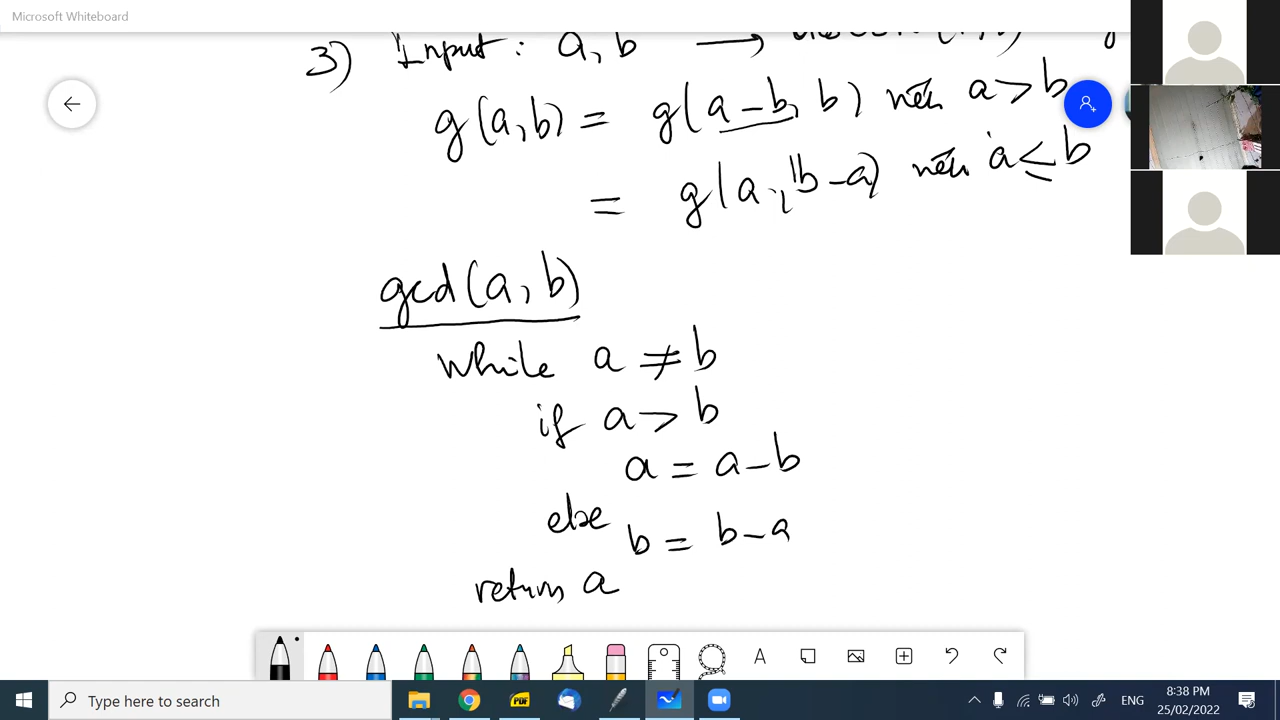 Microsoft Whiteboard
3) Input: a, b →
g(a,b) = g(a-b, b) nếu a > b
= g(a, b-a) nếu a ≤ b
gcd(a, b)
while a ≠ b
if a > b
a = a - b
else
b = b - a
return a
A
Type here to search
PDF
ENG
8:38 PM
25/02/2022